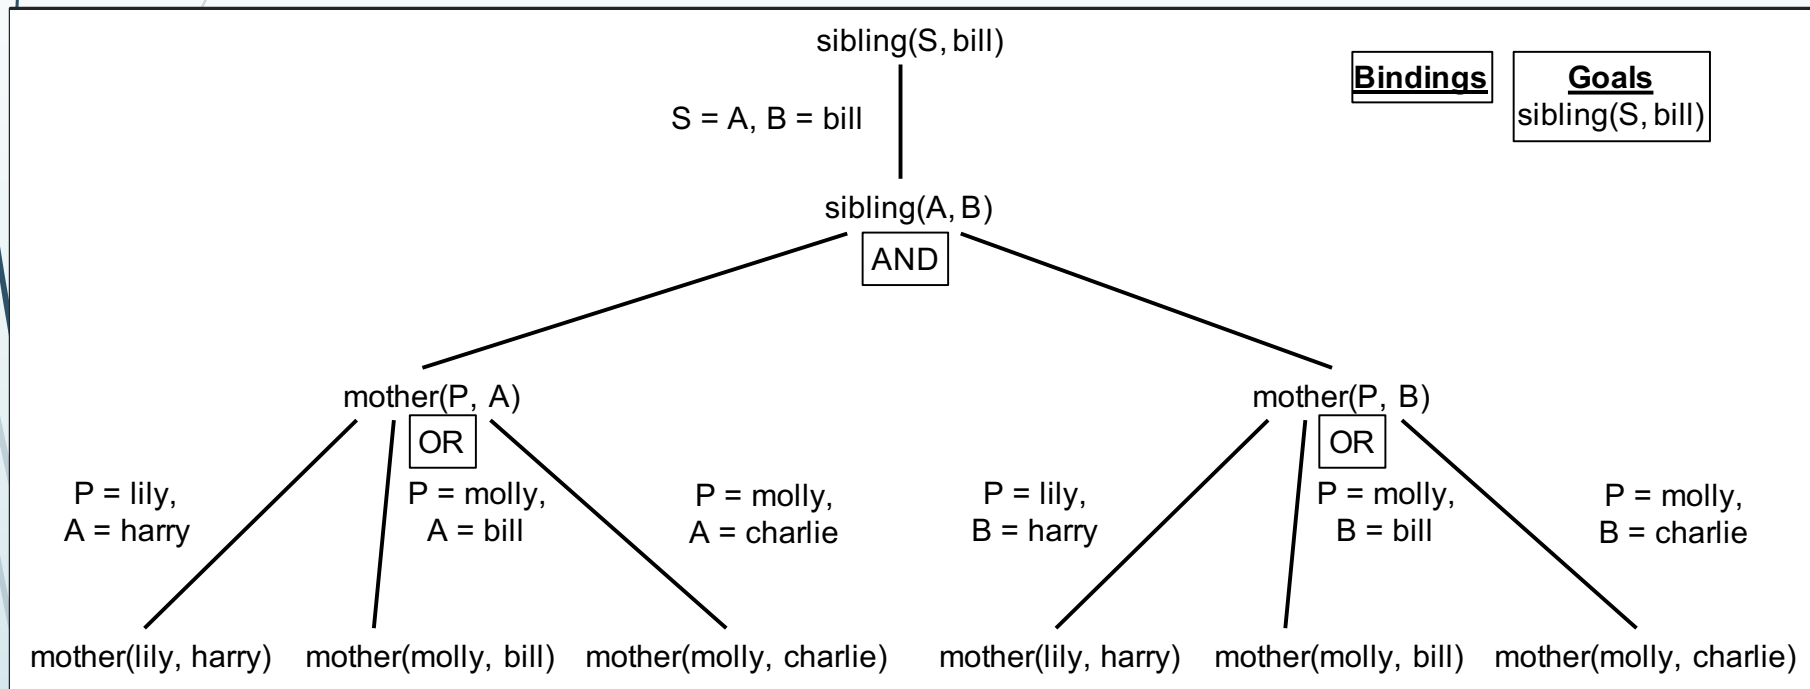 sibling(S, bill)
Bindings
Goals
sibling(S, bill)
S = A, B = bill
sibling(A, B)
AND
mother(P, A)
OR
mother(P, B)
OR
P = lily,
A = harry
P = molly,
A = bill
P = molly,
A = charlie
P = lily,
B = harry
P = molly,
B = bill
P = molly,
B = charlie
mother(lily, harry)
mother(molly, bill)
mother(molly, charlie)
mother(lily, harry)
mother(molly, bill)
mother(molly, charlie)